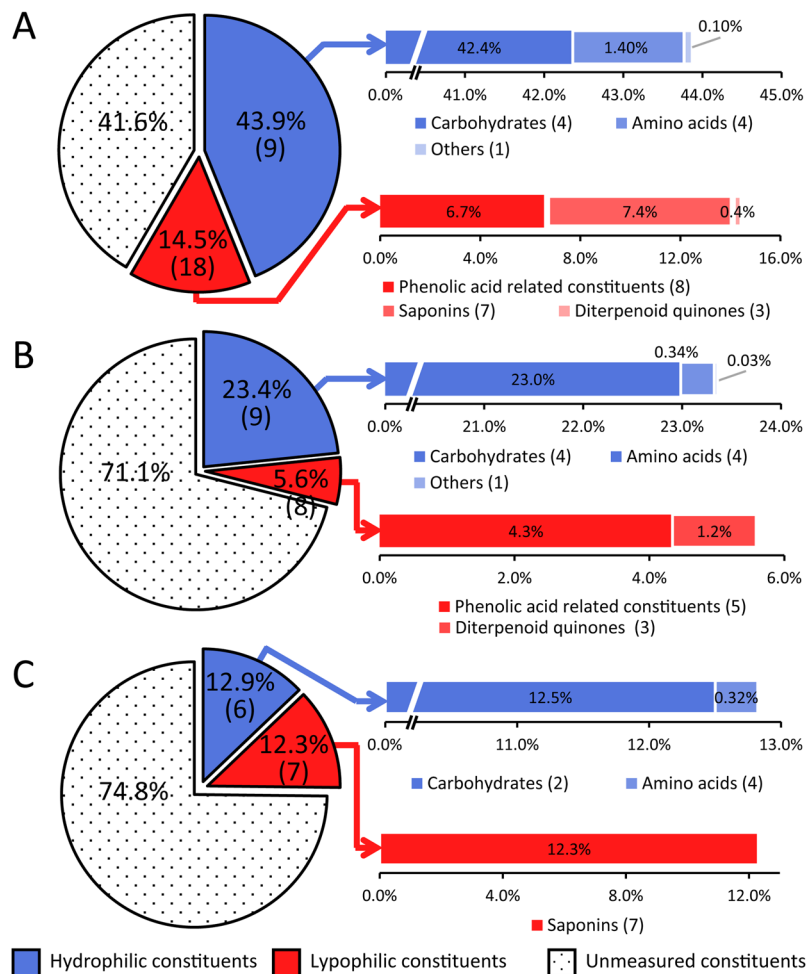 A
41.6%
43.9%
(9)
14.5%
(18)
0.10%
42.4%
1.40%
0.0% 41.0% 42.0% 43.0% 44.0% 45.0%
Carbohydrates (4) Amino acids (4)
Others (1)
6.7% 7.4% 0.4%
0.0% 4.0% 8.0% 12.0% 16.0%
Phenolic acid related constituents (8)
Saponins (7) Diterpenoid quinones (3)
B
71.1%
23.4%
(9)
5.6%
(8)
0.34%
0.03%
23.0%
0.0% 21.0% 22.0% 23.0% 24.0%
Carbohydrates (4) Amino acids (4)
Others (1)
4.3% 1.2%
0.0% 2.0% 4.0% 6.0%
Phenolic acid related constituents (5)
Diterpenoid quinones (3)
C
74.8%
12.9%
(6)
12.3%
(7)
12.5% 0.32%
0.0% 11.0% 12.0% 13.0%
Carbohydrates (2) Amino acids (4)
12.3%
0.0% 4.0% 8.0% 12.0%
Saponins (7)
Hydrophilic constituents Lypophilic constituents Unmeasured constituents